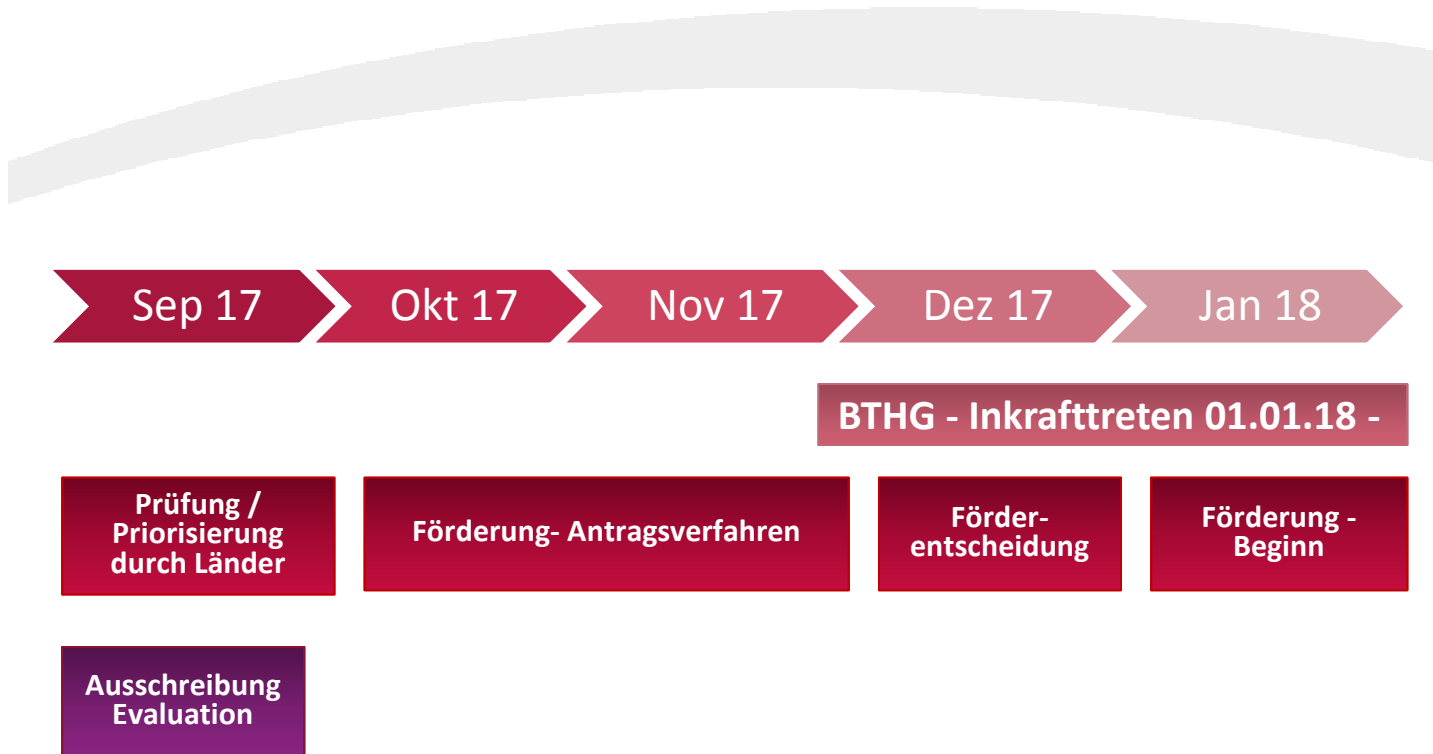 Sep 17
Okt 17
Nov 17
Dez 17
Jan 18
BTHG - Inkrafttreten 01.01.18 -
Prüfung /
Priorisierung
durch Länder
Förderung- Antragsverfahren
Förder-
entscheidung
Förderung -
Beginn
Ausschreibung
Evaluation